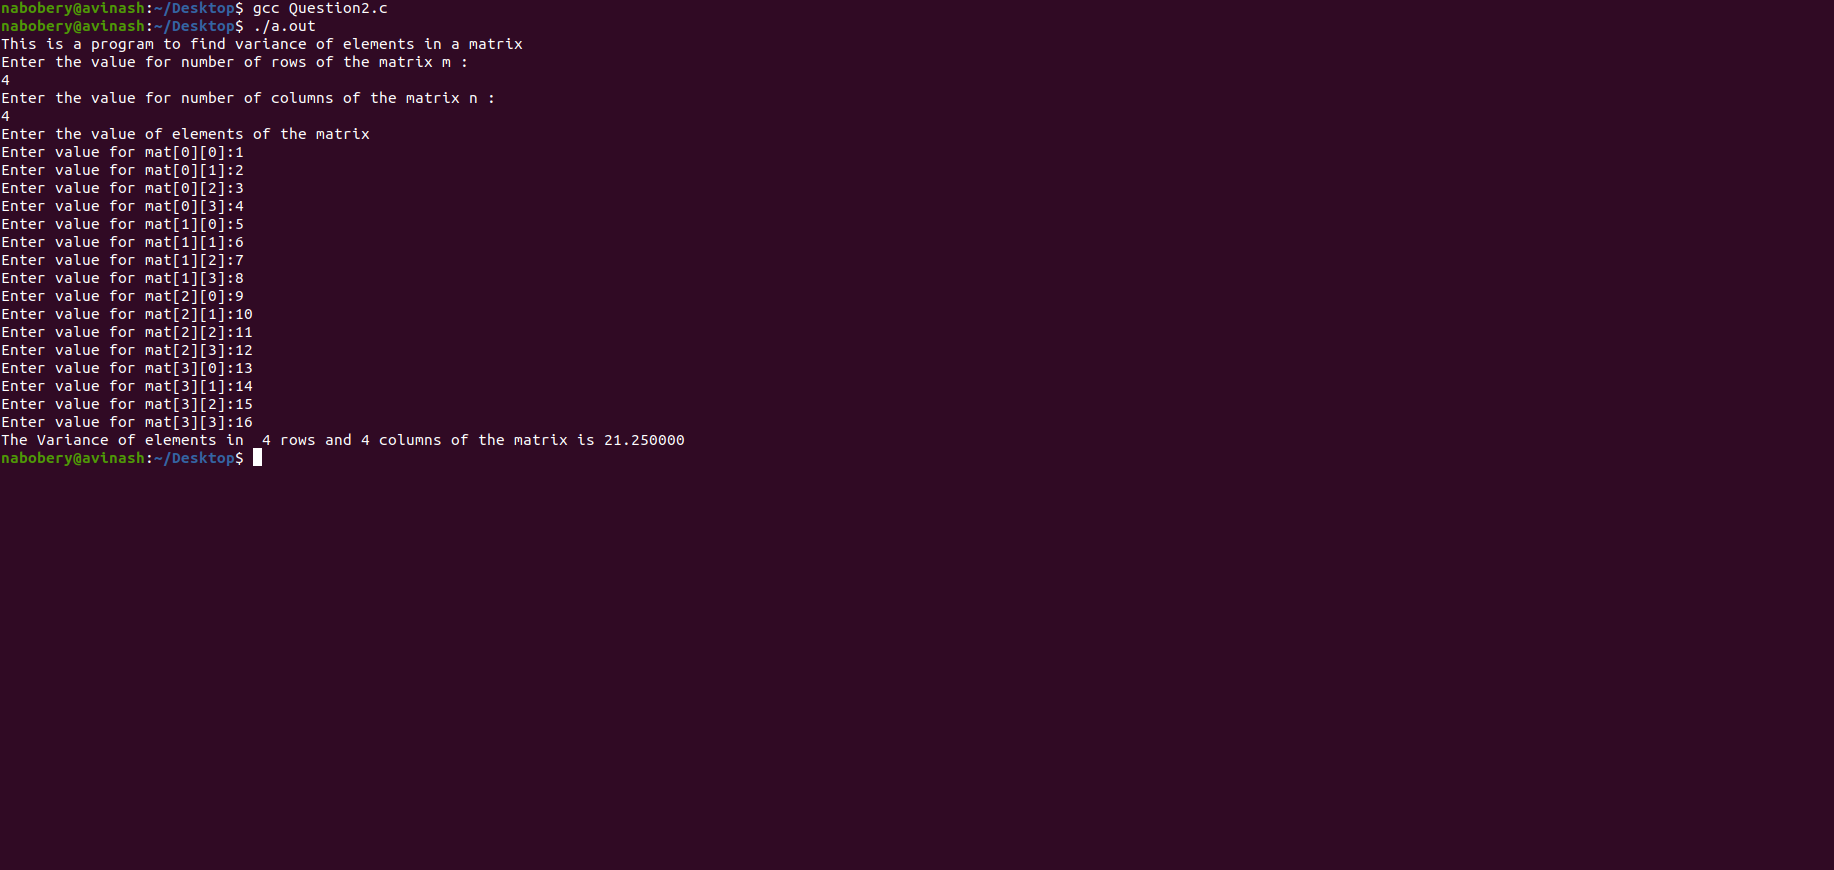 nabobery@avinash:~/Desktop$ gcc Question2.c
nabobery@avinash:~/Desktop$ ./a.out
This is a program to find variance of elements in a matrix
Enter the value for number of rows of the matrix m :
4
Enter the value for number of columns of the matrix n :
4
Enter the value of elements of the matrix
Enter value for mat[0][0]:1
Enter value for mat[0][1]:2
Enter value for mat[0][2]:3
Enter value for mat[0][3]:4
Enter value for mat[1][0]:5
Enter value for mat[1][1]:6
Enter value for mat[1][2]:7
Enter value for mat[1][3]:8
Enter value for mat[2][0]:9
Enter value for mat[2][1]:10
Enter value for mat[2][2]:11
Enter value for mat[2][3]:12
Enter value for mat[3][0]:13
Enter value for mat[3][1]:14
Enter value for mat[3][2]:15
Enter value for mat[3][3]:16
The Variance of elements in  4 rows and 4 columns of the matrix is 21.250000
nabobery@avinash:~/Desktop$